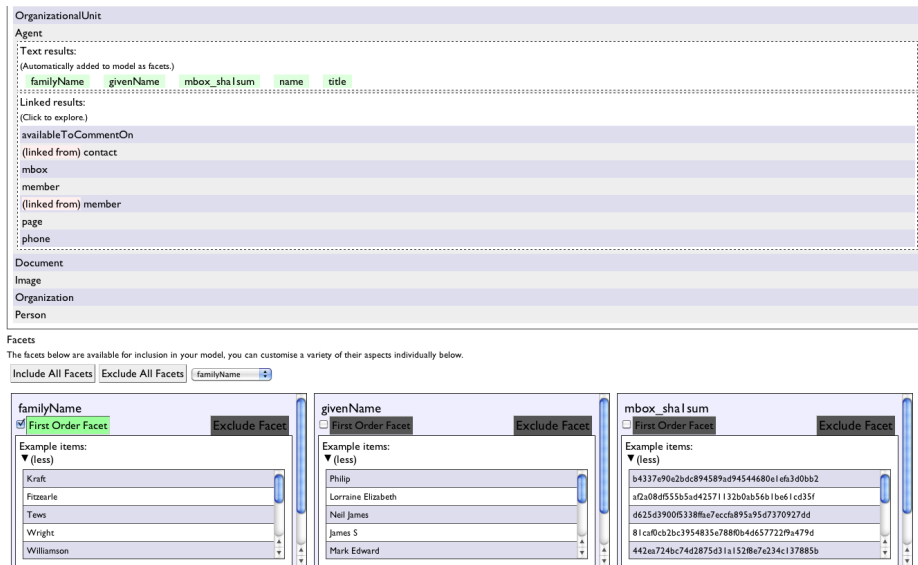 OrganizationalUnit
Agent
Text results:
(Automatically added to model as facets.)
familyName givenName mbox_sha1sum name title
Linked results:
(Click to explore.)
availableToCommentOn
(linked from) contact
mbox
member
(linked from) member
page
phone
Document
Image
Organization
Person
Facets
The facets below are available for inclusion in your model, you can customise a variety of their aspects individually below.
Include All Facets Exclude All Facets familyName
familyName
First Order Facet Exclude Facet
Example items:
(less)
Kraft
Fitzearle
Tews
Wright
Williamson
givenName
First Order Facet Exclude Facet
Example items:
(less)
Philip
Lorraine Elizabeth
Neil James
James S
Mark Edward
mbox_sha1sum
First Order Facet Exclude Facet
Example items:
(less)
b4337e90e2bdc894589ad94544680e1efa3d0bb2
af2a08df555b5ad42571132b0ab56b1be61cd35f
d625d3900f5338ffae7eccfa895a95d7370927dd
81caf0cb2bc3954835e788f0b4d657722f9a479d
442ea724bc74d2875d31a152f8e7e234c137885b